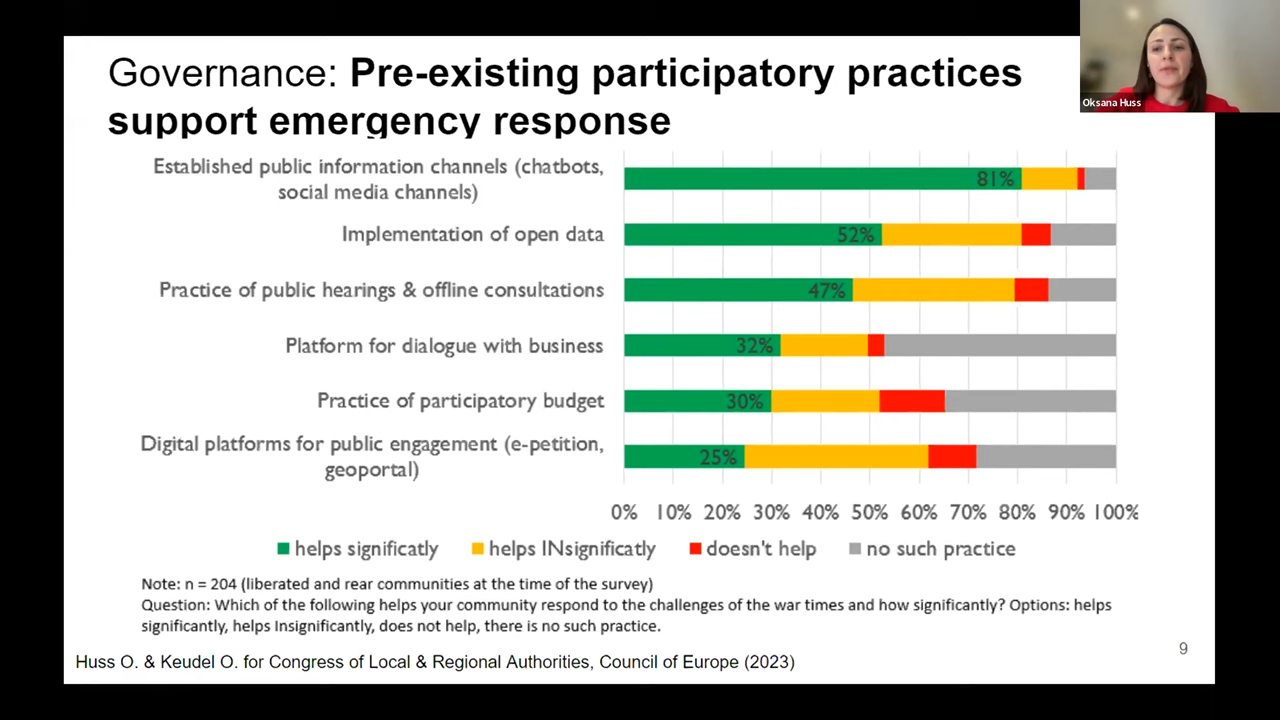 Governance: Pre-existing participatory practices
support emergency response
Oksana Huss
Established public information channels (chatbots,
social media channels)
81%
Implementation of open data
52%
Practice of public hearings & offline consultations
47%
Platform for dialogue with business
32%
Practice of participatory budget
30%
Digital platforms for public engagement (e-petition,
geoportal)
25%
0% 10% 20% 30% 40% 50% 60% 70% 80% 90% 100%
helps significatly helps INsignificatly doesn't help no such practice
Note: n = 204 (liberated and rear communities at the time of the survey)
Question: Which of the following helps your community respond to the challenges of the war times and how significantly? Options: helps
significantly, helps Insignificantly, does not help, there is no such practice.
9
Huss O. & Keudel O. for Congress of Local & Regional Authorities, Council of Europe (2023)